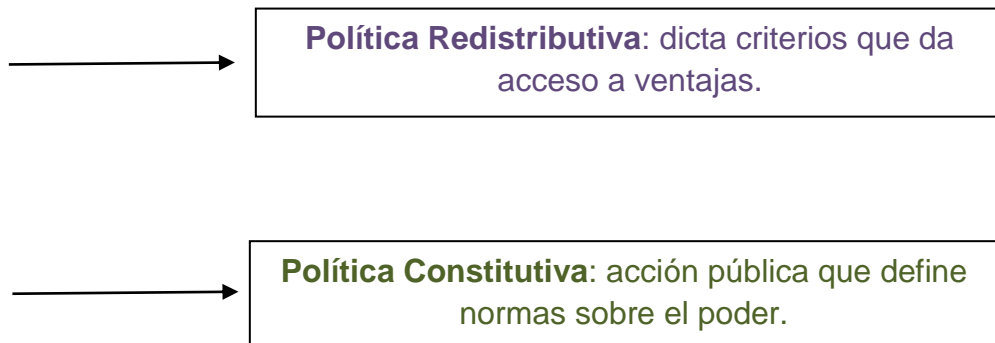 Política Redistributiva: dicta criterios que da
acceso a ventajas.
Política Constitutiva: acción pública que define
normas sobre el poder.